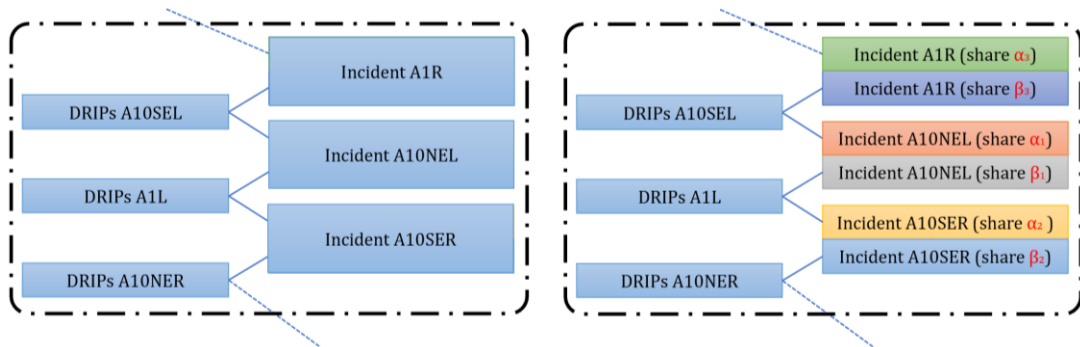 Incident A1R
DRIPs A10SEL
Incident A10NEL
DRIPs A1L
Incident A10SER
DRIPs A10NER
Incident A1R (share α₃)
Incident A1R (share β₃)
DRIPs A10SEL
Incident A10NEL (share α₁)
Incident A10NEL (share β₁)
DRIPs A1L
Incident A10SER (share α₂ )
Incident A10SER (share β₂)
DRIPs A10NER